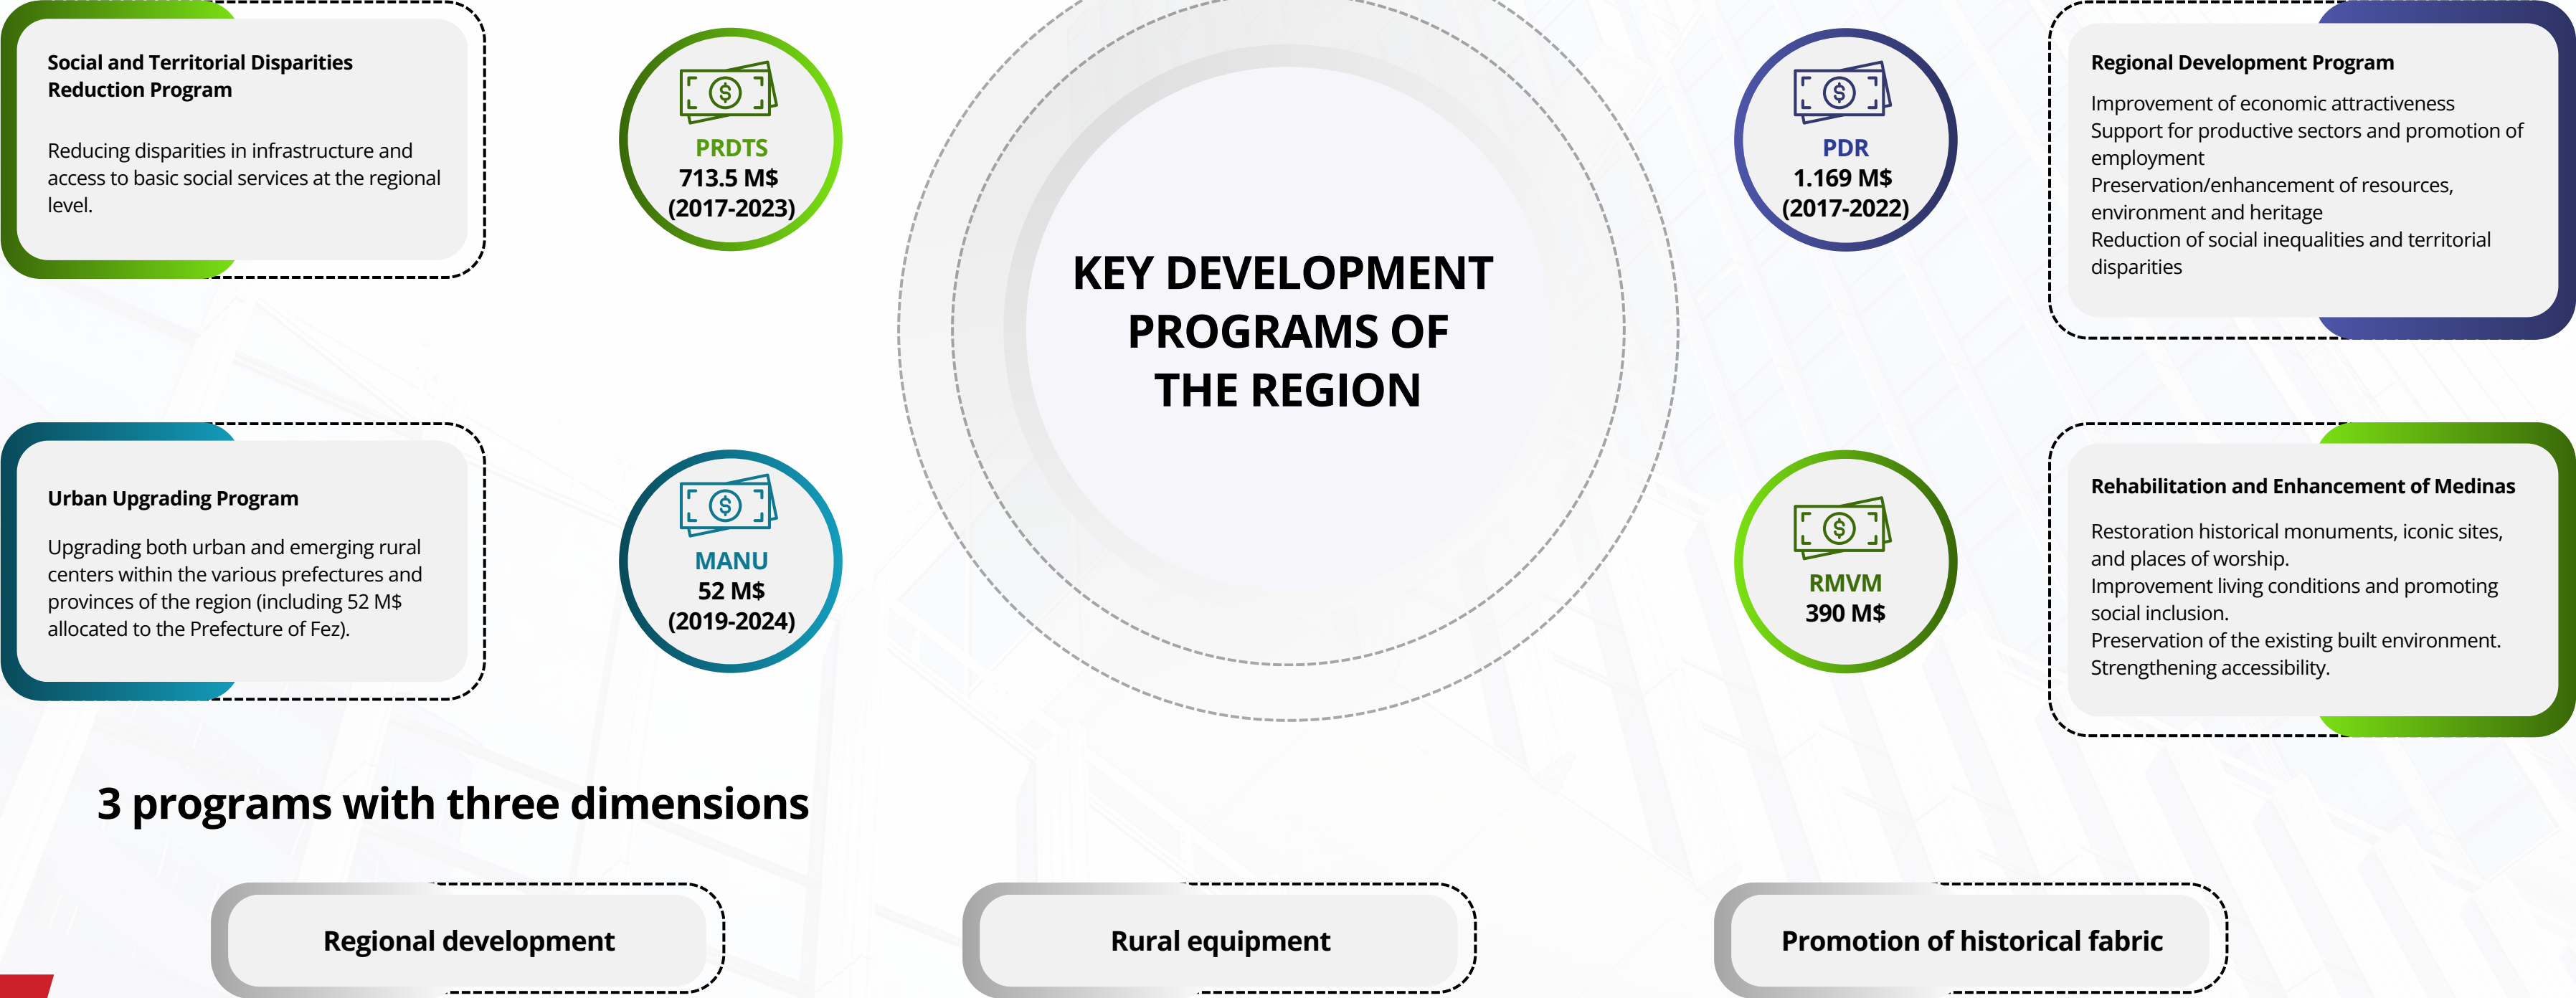 Social and Territorial Disparities
Reduction Program
Reducing disparities in infrastructure and
access to basic social services at the regional
level.
PRDTS
713.5 M$
(2017-2023)
KEY DEVELOPMENT
PROGRAMS OF
THE REGION
PDR
1.169 M$
(2017-2022)
Regional Development Program
Improvement of economic attractiveness
Support for productive sectors and promotion of
employment
Preservation/enhancement of resources,
environment and heritage
Reduction of social inequalities and territorial
disparities
Urban Upgrading Program
Upgrading both urban and emerging rural
centers within the various prefectures and
provinces of the region (including 52 M$
allocated to the Prefecture of Fez).
MANU
52 M$
(2019-2024)
RMVM
390 M$
Rehabilitation and Enhancement of Medinas
Restoration historical monuments, iconic sites,
and places of worship.
Improvement living conditions and promoting
social inclusion.
Preservation of the existing built environment.
Strengthening accessibility.
3 programs with three dimensions
Regional development
Rural equipment
Promotion of historical fabric